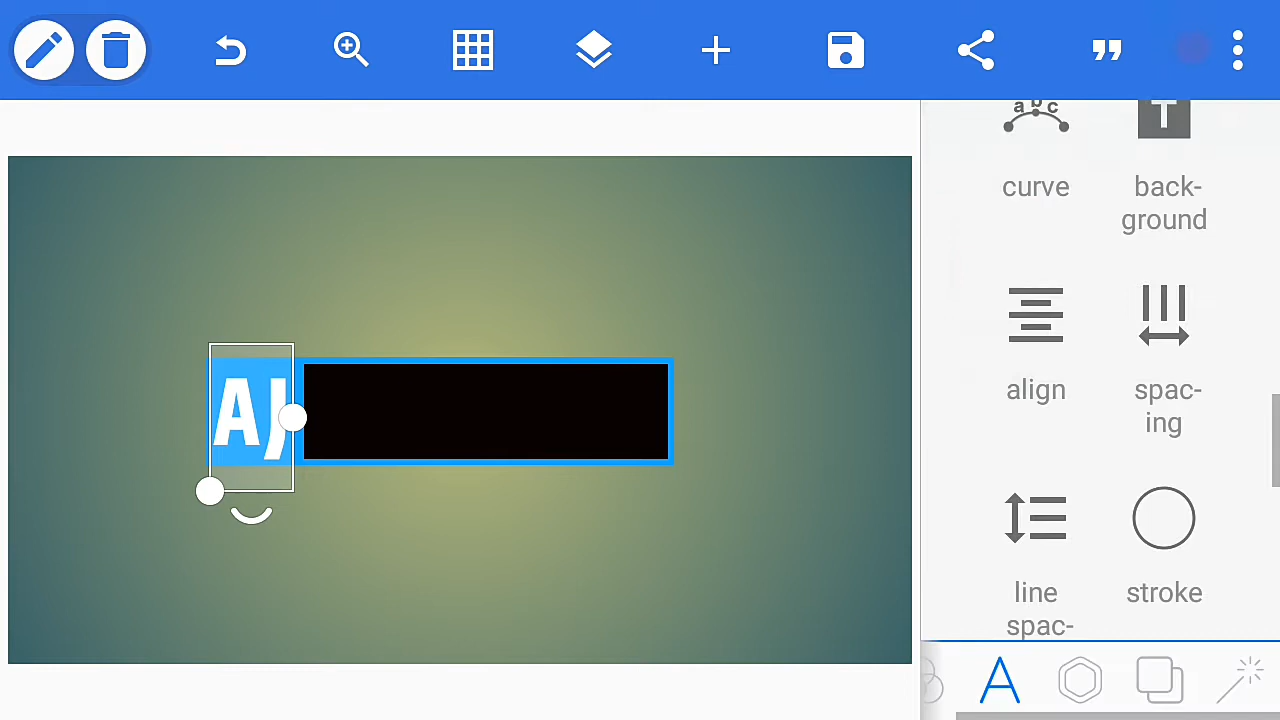 a b c
T
curve
back-
ground
align
spac-
ing
line
spac-
stroke
AJ
A